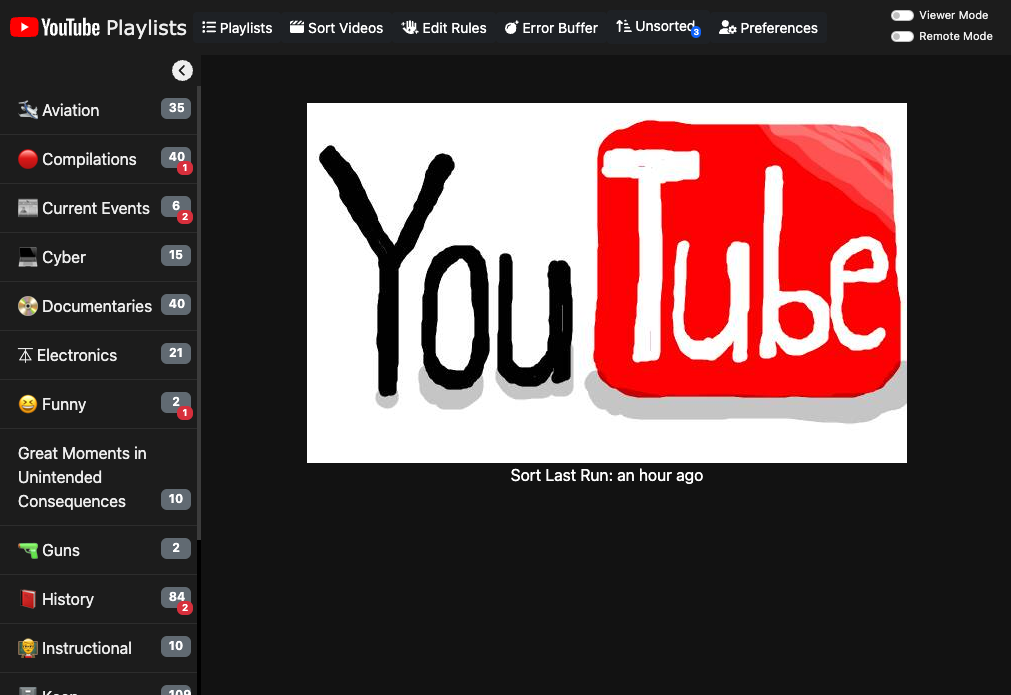 YouTube Playlists
Playlists
Sort Videos
Edit Rules
Error Buffer
Unsorted 3
Preferences
Viewer Mode
Remote Mode
Aviation 35
Compilations 40 1
Current Events 6 2
Cyber 15
Documentaries 40
Electronics 21
Funny 2 1
Great Moments in
Unintended
Consequences 10
Guns 2
History 84 2
Instructional 10
Keep 109
YouTube
Sort Last Run: an hour ago